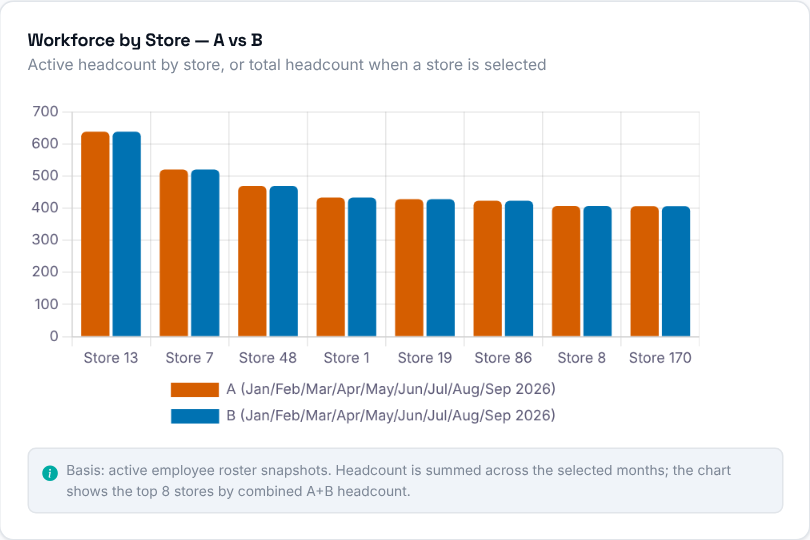 Workforce by Store — A vs B
Active headcount by store, or total headcount when a store is selected
700
600
500
400
300
200
100
0
Store 13
Store 7
Store 48
Store 1
Store 19
Store 86
Store 8
Store 170
A (Jan/Feb/Mar/Apr/May/Jun/Jul/Aug/Sep 2026)
B (Jan/Feb/Mar/Apr/May/Jun/Jul/Aug/Sep 2026)
i
Basis: active employee roster snapshots. Headcount is summed across the selected months; the chart
shows the top 8 stores by combined A+B headcount.